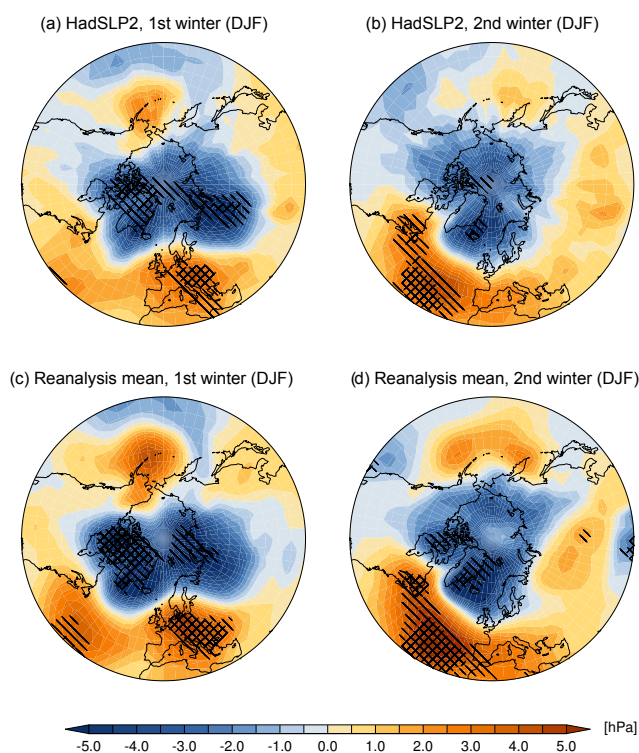 (a) HadSLP2, 1st winter (DJF)
(b) HadSLP2, 2nd winter (DJF)
(c) Reanalysis mean, 1st winter (DJF)
(d) Reanalysis mean, 2nd winter (DJF)
[hPa]
-5.0 -4.0 -3.0 -2.0 -1.0 0.0 1.0 2.0 3.0 4.0 5.0